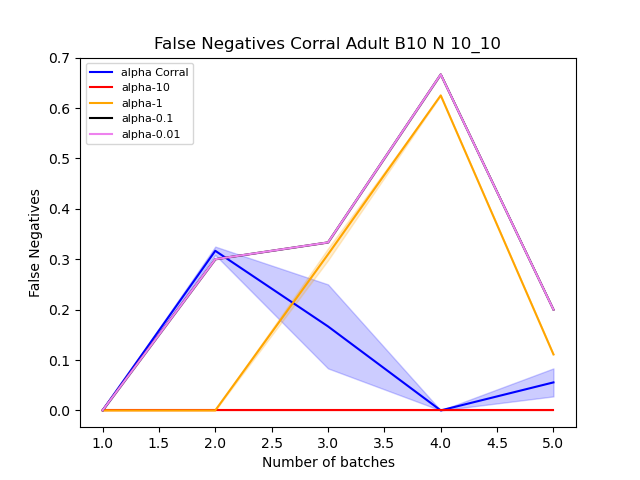 False Negatives Corral Adult B10 N 10_10
alpha Corral
alpha-10
alpha-1
alpha-0.1
alpha-0.01
False Negatives
0.7
0.6
0.5
0.4
0.3
0.2
0.1
0.0
1.0 1.5 2.0 2.5 3.0 3.5 4.0 4.5 5.0
Number of batches